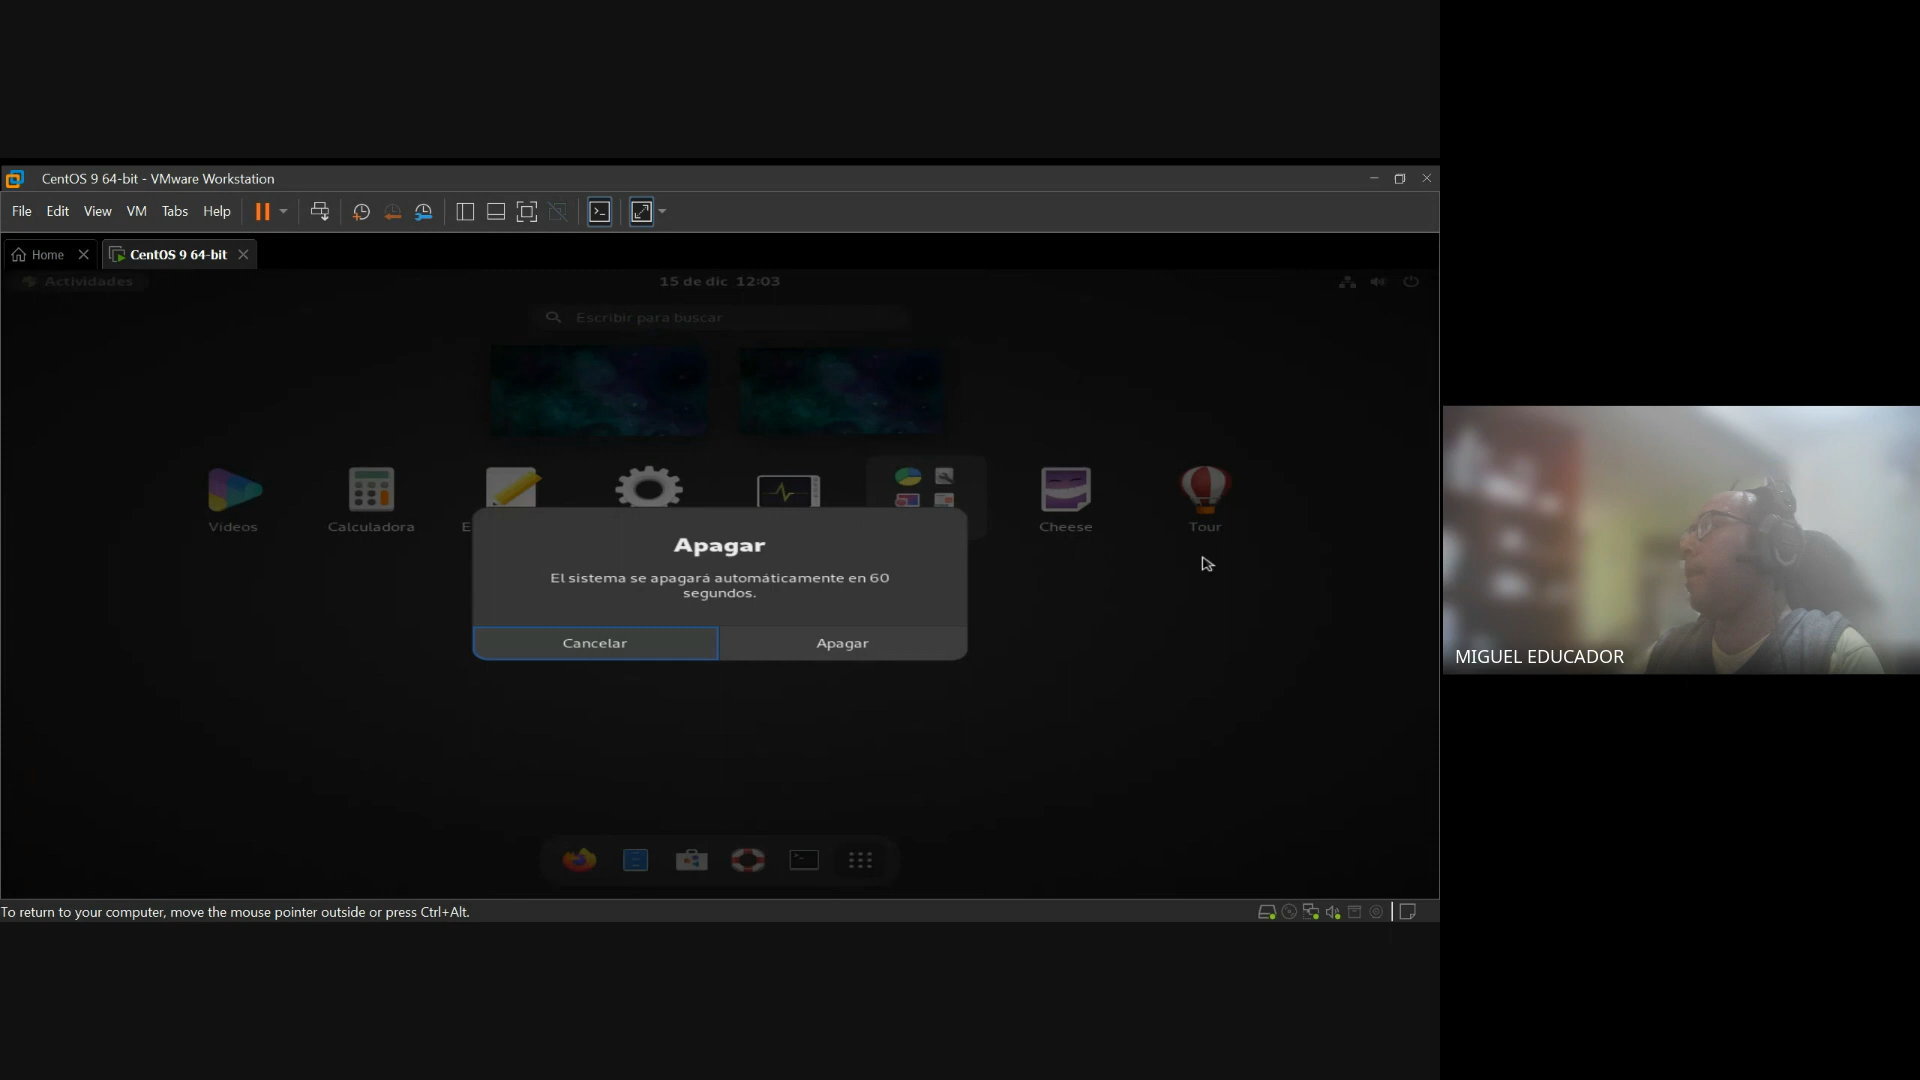 CentOS 9 64-bit - VMware Workstation
File Edit View VM Tabs Help
Home CentOS 9 64-bit
Actividades 15 de dic 12:03
Escribir para buscar
Vídeos Calculadora E Cheese Tour
Apagar
El sistema se apagará automáticamente en 60
segundos.
Cancelar Apagar
MIGUEL EDUCADOR
To return to your computer, move the mouse pointer outside or press Ctrl+Alt.